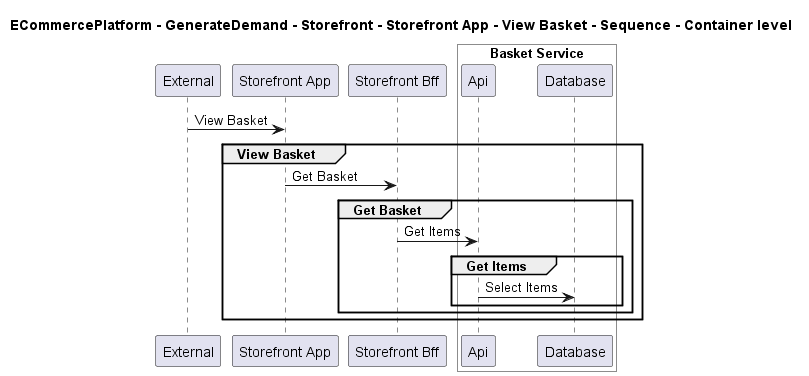 ECommercePlatform - GenerateDemand - Storefront - Storefront App - View Basket - Sequence - Container level
Basket Service
External Storefront App Storefront Bff Api Database
View Basket
View Basket
Get Basket
Get Basket
Get Items
Get Items
Select Items
External Storefront App Storefront Bff Api Database